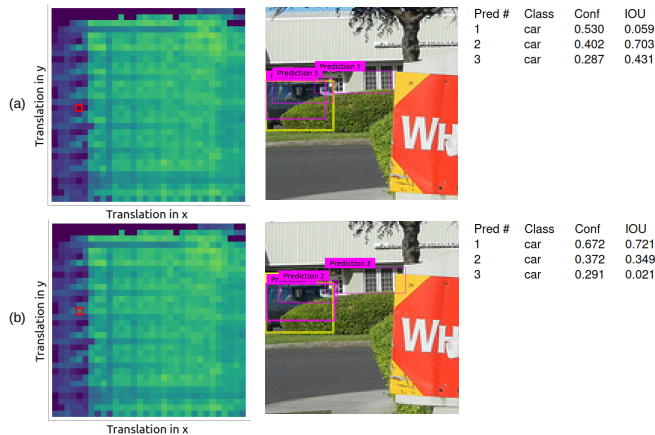 Pred # Class Conf IOU
1 car 0.530 0.059
2 car 0.402 0.703
3 car 0.287 0.431
(a)
Translation in y
Translation in x
Prediction 1
Prediction 3
WH
Pred # Class Conf IOU
1 car 0.672 0.721
2 car 0.372 0.349
3 car 0.291 0.021
(b)
Translation in y
Translation in x
Prediction 3
Prediction 2
WH